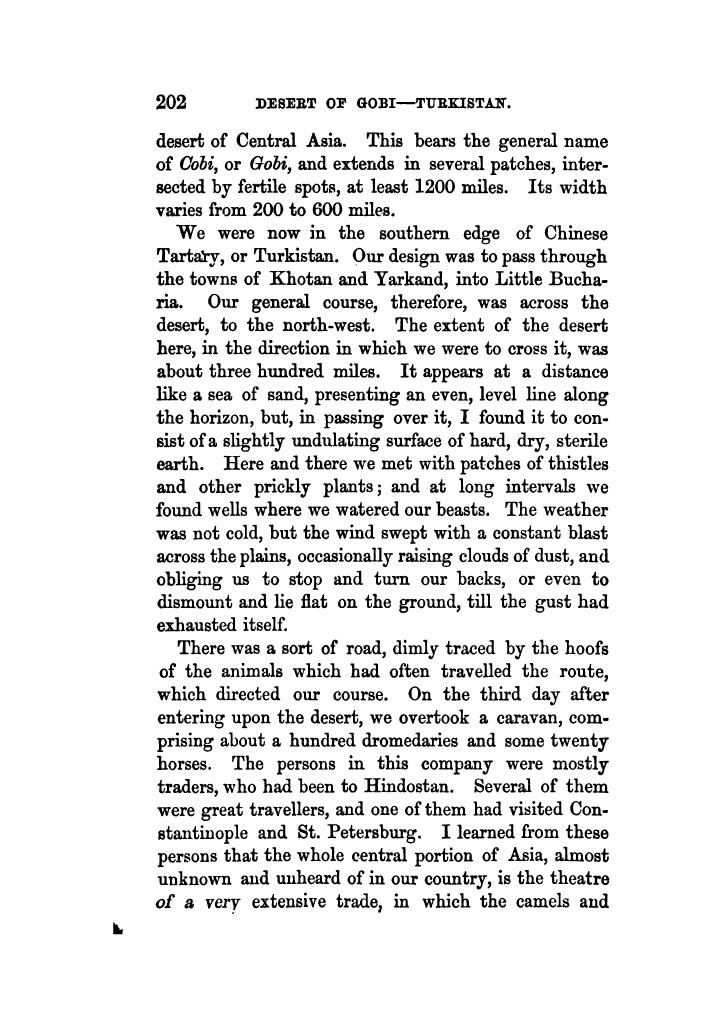 202 DESERT OF GOBI—TURKISTAN.
desert of Central Asia. This bears the general name
of Cobi, or Gobi, and extends in several patches, inter-
sected by fertile spots, at least 1200 miles. Its width
varies from 200 to 600 miles.
We were now in the southern edge of Chinese
Tartary, or Turkistan. Our design was to pass through
the towns of Khotan and Yarkand, into Little Bucha-
ria. Our general course, therefore, was across the
desert, to the north-west. The extent of the desert
here, in the direction in which we were to cross it, was
about three hundred miles. It appears at a distance
like a sea of sand, presenting an even, level line along
the horizon, but, in passing over it, I found it to con-
sist of a slightly undulating surface of hard, dry, sterile
earth. Here and there we met with patches of thistles
and other prickly plants; and at long intervals we
found wells where we watered our beasts. The weather
was not cold, but the wind swept with a constant blast
across the plains, occasionally raising clouds of dust, and
obliging us to stop and turn our backs, or even to
dismount and lie flat on the ground, till the gust had
exhausted itself.
There was a sort of road, dimly traced by the hoofs
of the animals which had often travelled the route,
which directed our course. On the third day after
entering upon the desert, we overtook a caravan, com-
prising about a hundred dromedaries and some twenty
horses. The persons in this company were mostly
traders, who had been to Hindostan. Several of them
were great travellers, and one of them had visited Con-
stantinople and St. Petersburg. I learned from these
persons that the whole central portion of Asia, almost
unknown and unheard of in our country, is the theatre
of a very extensive trade, in which the camels and